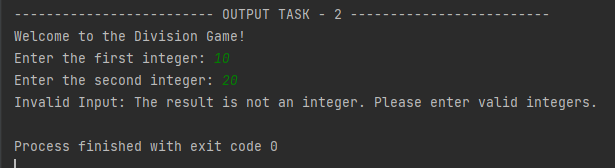 ------------------------ OUTPUT TASK - 2 ------------------------
Welcome to the Division Game!
Enter the first integer: 10
Enter the second integer: 20
Invalid Input: The result is not an integer. Please enter valid integers.
Process finished with exit code 0